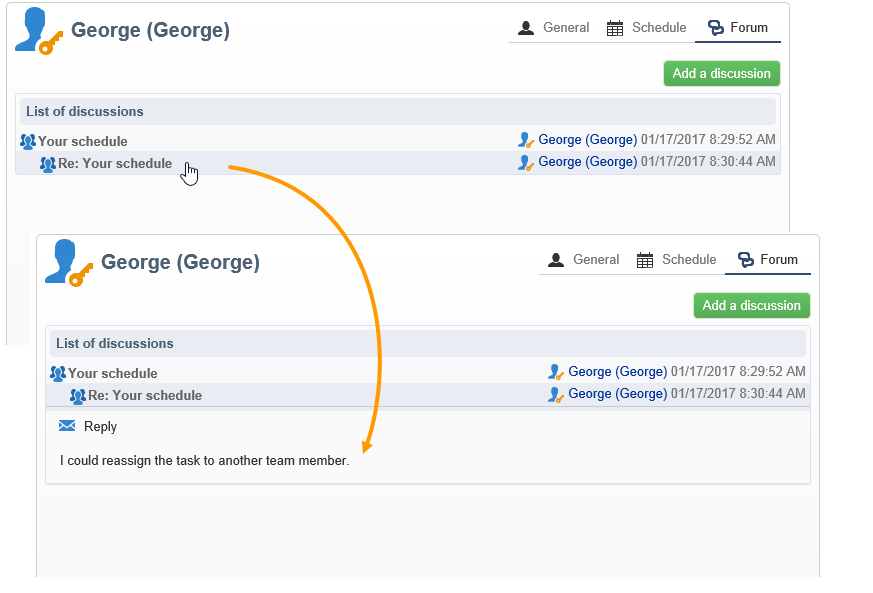 George (George)
General Schedule Forum
Add a discussion
List of discussions
Your schedule George (George) 01/17/2017 8:29:52 AM
Re: Your schedule George (George) 01/17/2017 8:30:44 AM
George (George)
General Schedule Forum
Add a discussion
List of discussions
Your schedule George (George) 01/17/2017 8:29:52 AM
Re: Your schedule George (George) 01/17/2017 8:30:44 AM
Reply
I could reassign the task to another team member.